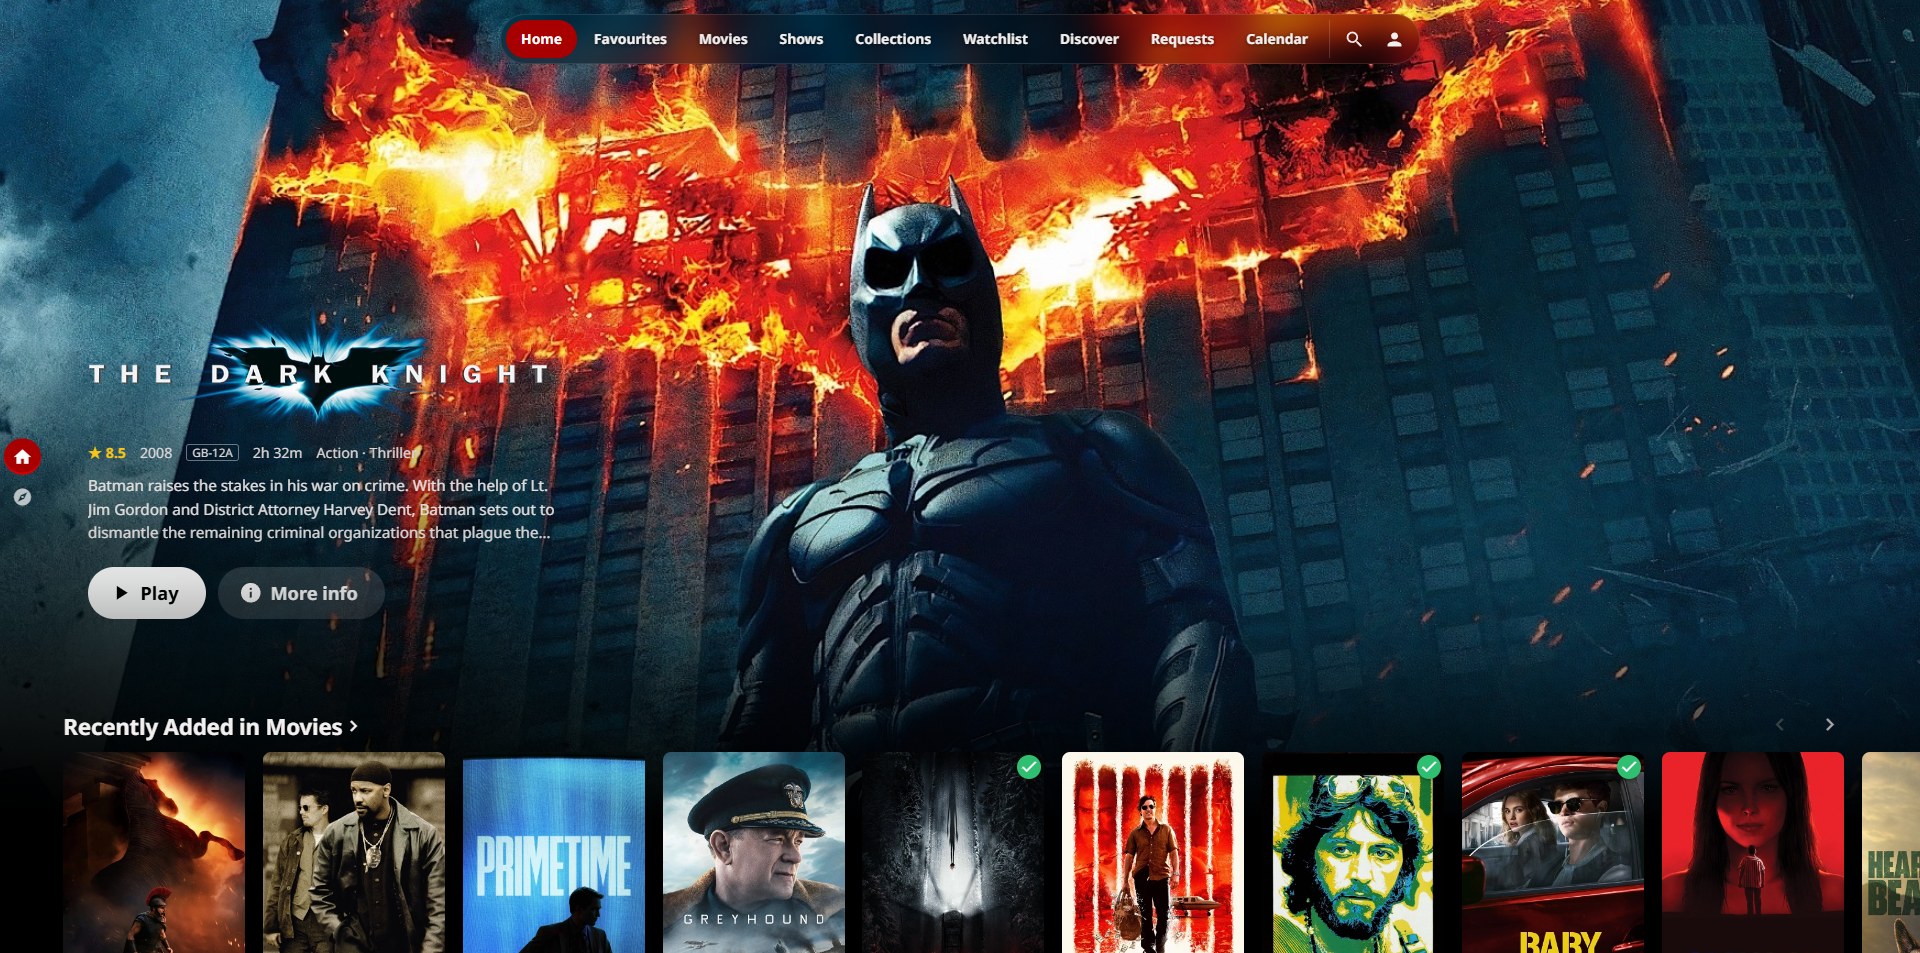 Home Favourites Movies Shows Collections Watchlist Discover Requests Calendar
THE DARK KNIGHT
★ 8.5 2008 GB-12A 2h 32m Action · Thriller
Batman raises the stakes in his war on crime. With the help of Lt.
Jim Gordon and District Attorney Harvey Dent, Batman sets out to
dismantle the remaining criminal organizations that plague the...
Play More info
Recently Added in Movies
PRIMETIME
GREYHOUND
BABY